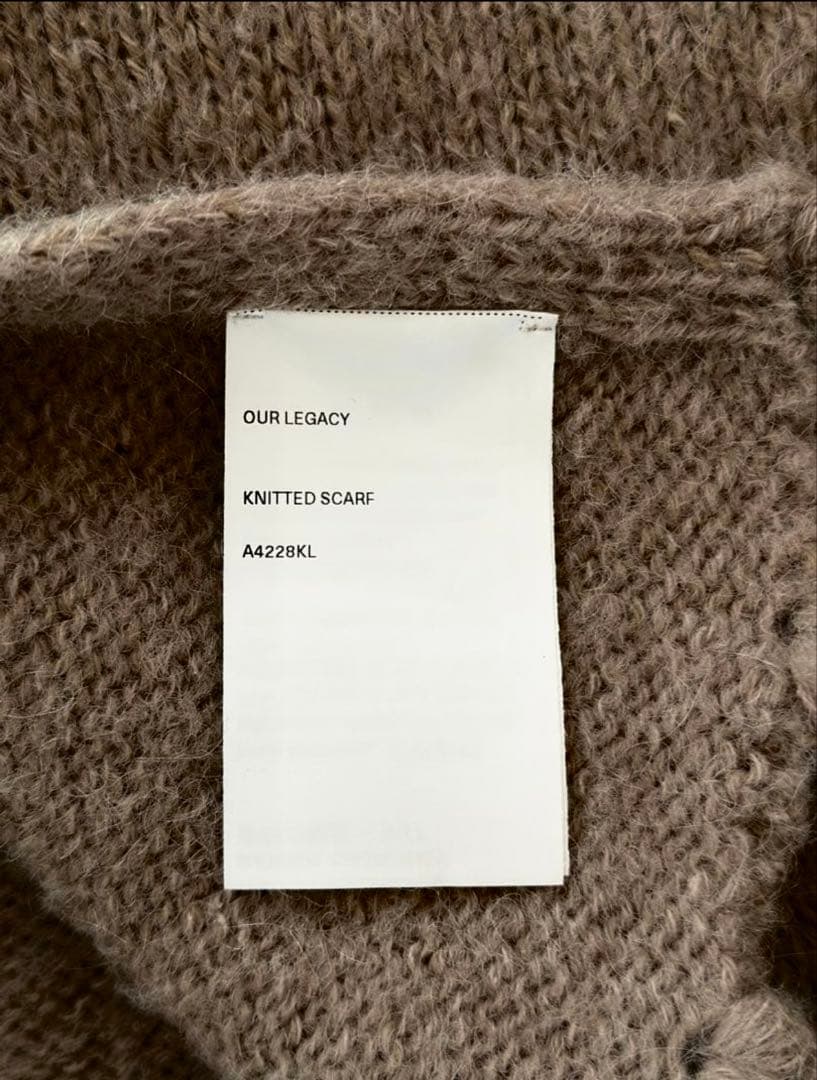 OUR LEGACY
KNITTED SCARF
A4228KL